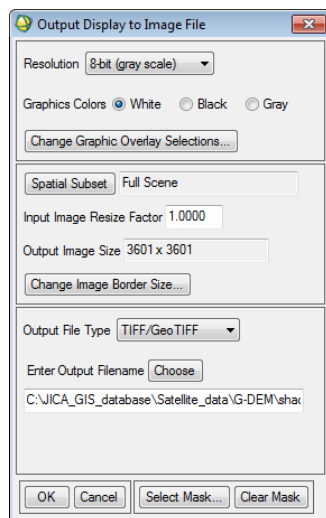 Output Display to Image File
Resolution 8-bit (gray scale)
Graphics Colors White Black Gray
Change Graphic Overlay Selections...
Spatial Subset Full Scene
Input Image Resize Factor 1.0000
Output Image Size 3601 x 3601
Change Image Border Size...
Output File Type TIFF/GeoTIFF
Enter Output Filename Choose
C:\JICA_GIS_database\Satellite_data\G-DEM\shac
OK Cancel Select Mask... Clear Mask